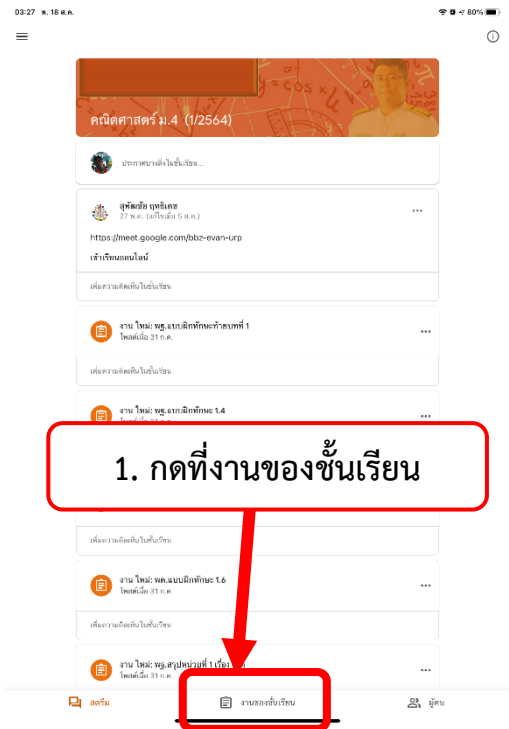 03:27 พ. 18 ส.ค.
80%
= cos x
คณิตศาสตร์ ม.4 (1/2564)
ประกาศบางสิ่งในชั้นเรียน...
สุพัฒชัย ฤทธิเดช
27 พ.ค. (แก้ไขเมื่อ 5 ส.ค.)
https://meet.google.com/bbz-evan-urp
เข้าเรียนออนไลน์
เพิ่มความคิดเห็นในชั้นเรียน
งาน ใหม่: พฐ.แบบฝึกทักษะท้ายบทที่ 1
โพสต์เมื่อ 31 ก.ค.
เพิ่มความคิดเห็นในชั้นเรียน
งาน ใหม่: พฐ.แบบฝึกทักษะ 1.4
1. กดที่งานของชั้นเรียน
เพิ่มความคิดเห็นในชั้นเรียน
งาน ใหม่: พต.แบบฝึกทักษะ 1.6
โพสต์เมื่อ 31 ก.ค.
เพิ่มความคิดเห็นในชั้นเรียน
งาน ใหม่: พฐ.สรุปหน่วยที่ 1 เรื่อง
โพสต์เมื่อ 31 ก.ค.
สตรีม
งานของชั้นเรียน
ผู้คน